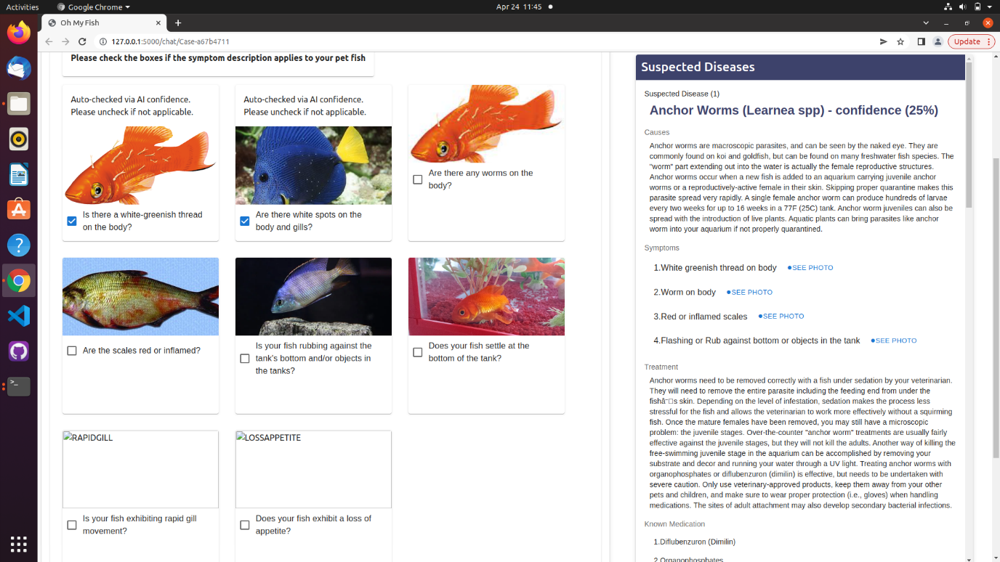 Activities
Google Chrome
Apr 24 11:45
Oh My Fish
127.0.0.1:5000/chat/Case-a67b4711
Update
Please check the boxes if the symptom description applies to your pet fish
Auto-checked via AI confidence.
Please uncheck if not applicable.
Is there a white-greenish thread
on the body?
Auto-checked via AI confidence.
Please uncheck if not applicable.
Are there white spots on the
body and gills?
Are there any worms on the
body?
Are the scales red or inflamed?
Is your fish rubbing against the
tank's bottom and/or objects in
the tanks?
Does your fish settle at the
bottom of the tank?
RAPIDGILL
Is your fish exhibiting rapid gill
movement?
LOSSAPPETITE
Does your fish exhibit a loss of
appetite?
Suspected Diseases
Suspected Disease (1)
Anchor Worms (Learnea spp) - confidence (25%)
Causes
Anchor worms are macroscopic parasites, and can be seen by the naked eye. They are
commonly found on koi and goldfish, but can be found on many freshwater fish species. The
"worm" part extending out into the water is actually the female reproductive structures.
Anchor worms occur when a new fish is added to an aquarium carrying juvenile anchor
worms or a reproductively-active female in their skin. Skipping proper quarantine makes this
parasite spread very rapidly. A single female anchor worm can produce hundreds of larvae
every two weeks for up to 16 weeks in a 77F (25C) tank. Anchor worm juveniles can also be
spread with the introduction of live plants. Aquatic plants can bring parasites like anchor
worm into your aquarium if not properly quarantined.
Symptoms
1.White greenish thread on body SEE PHOTO
2.Worm on body SEE PHOTO
3.Red or inflamed scales SEE PHOTO
4.Flashing or Rub against bottom or objects in the tank SEE PHOTO
Treatment
Anchor worms need to be removed correctly with a fish under sedation by your veterinarian.
They will need to remove the entire parasite including the feeding end from under the
skin. Depending on the level of infestation, sedation makes the process less
stressful for the fish and allows the veterinarian to work more effectively without a squirming
fish. Once the mature females have been removed, you may still have a microscopic
problem: the juvenile stages. Over-the-counter "anchor worm" treatments are usually fairly
effective against the juvenile stages, but they will not kill the adults. Another way of killing the
free-swimming juvenile stage in the aquarium can be accomplished by removing your
substrate and decor and running your water through a UV light. Treating anchor worms with
organophosphates or diflubenzuron (dimilin) is effective, but needs to be undertaken with
severe caution. Only use veterinary-approved products, keep them away from your other
pets and children, and make sure to wear proper protection (i.e., gloves) when handling
medications. The sites of adult attachment may also develop secondary bacterial infections.
Known Medication
1.Diflubenzuron (Dimilin)
2.Organophosphates